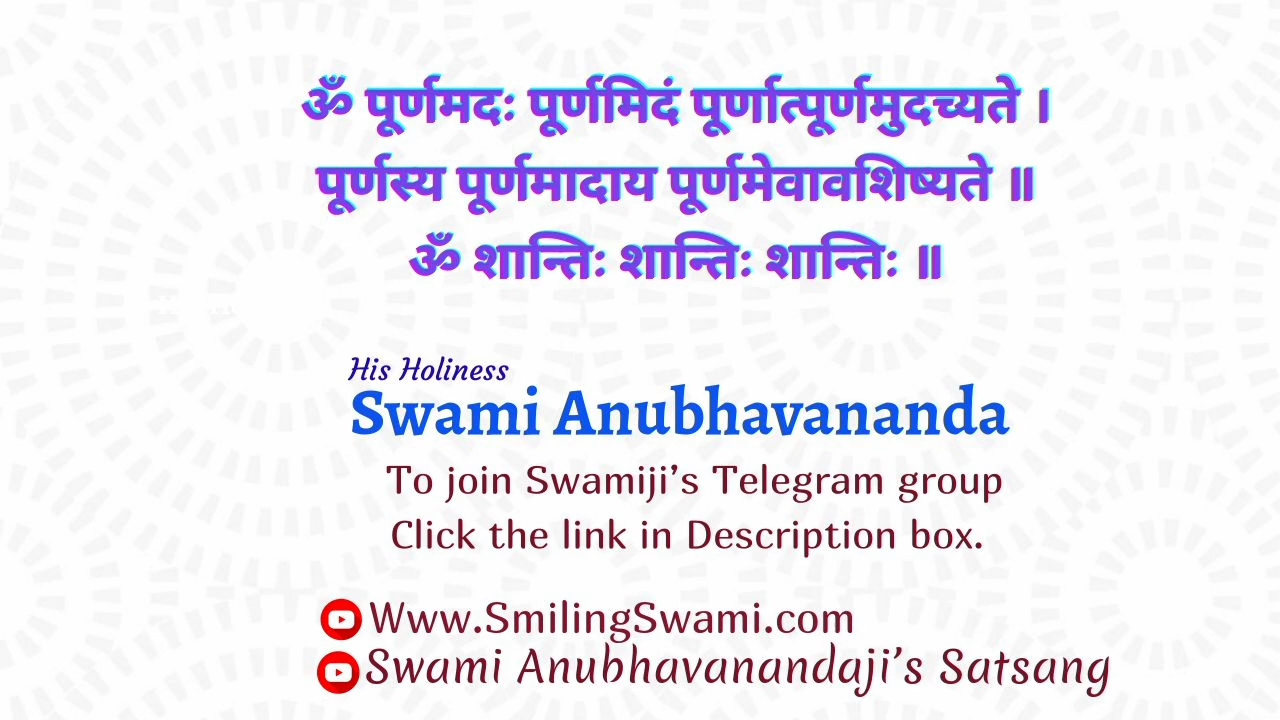 ॐ पूर्णमदः पूर्णमिदं पूर्णात्पूर्णमुदच्यते ।
पूर्णस्य पूर्णमादाय पूर्णमेवावशिष्यते ॥
ॐ शान्तिः शान्तिः शान्तिः ॥
His Holiness
Swami Anubhavananda
To join Swamiji's Telegram group
Click the link in Description box.
Www.SmilingSwami.com
Swami Anubhavanandaji's Satsang